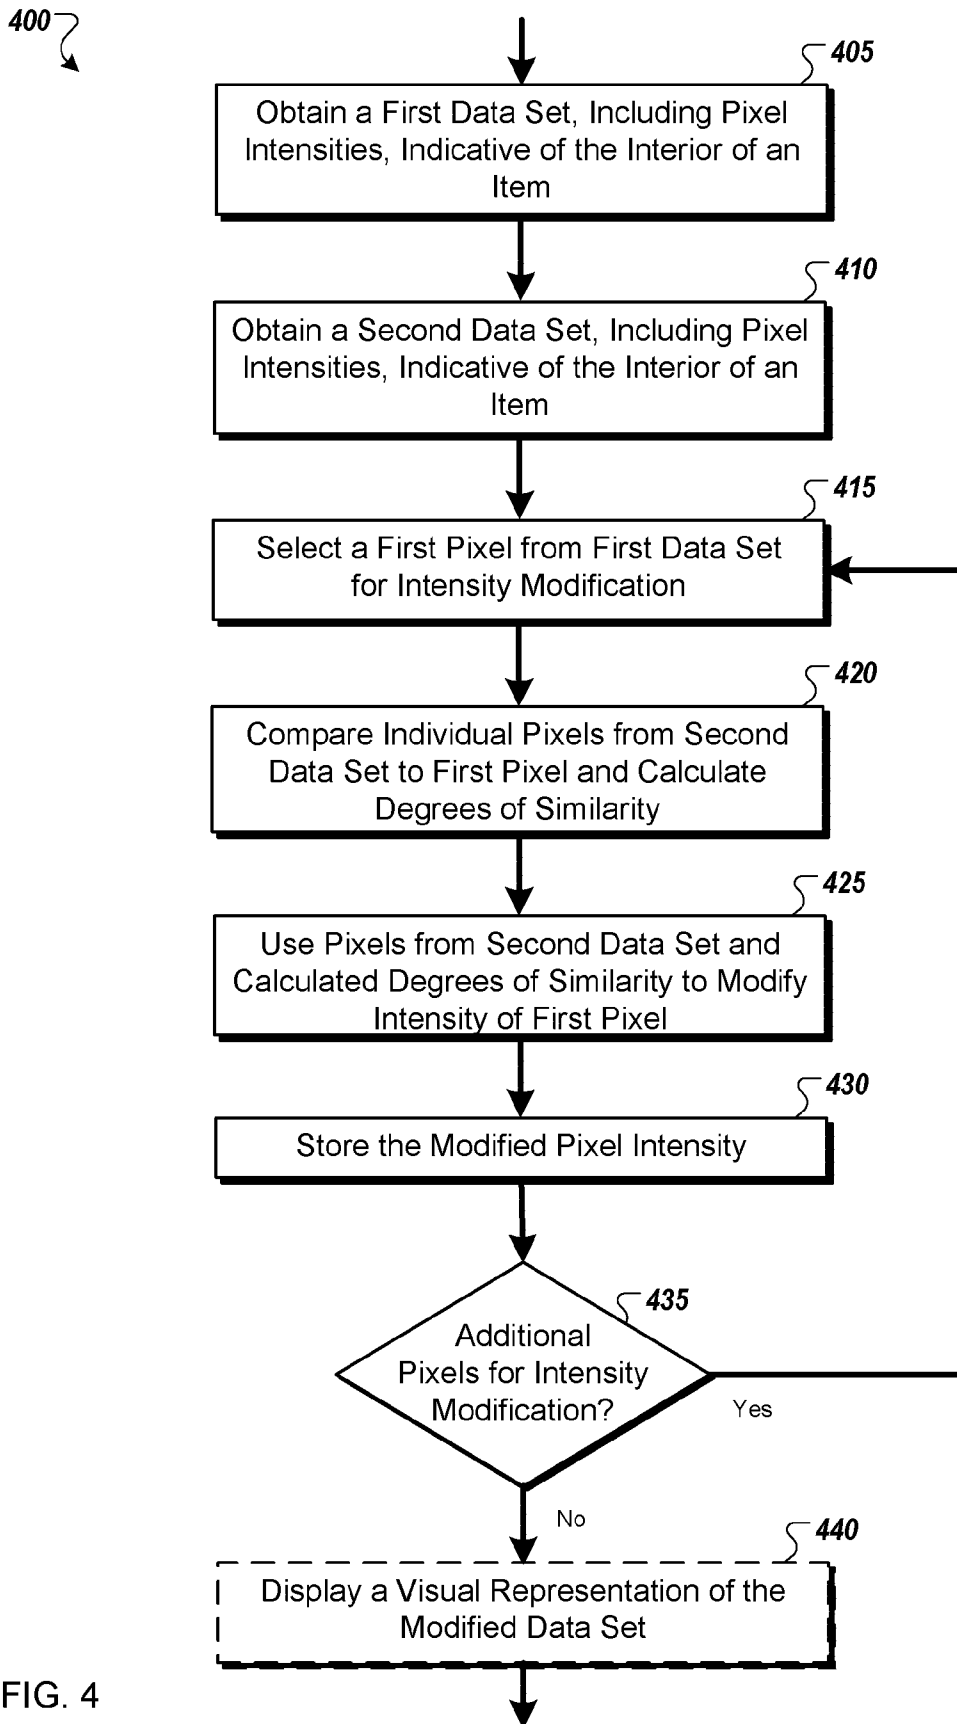 400
405
Obtain a First Data Set, Including Pixel
Intensities, Indicative of the Interior of an
Item
410
Obtain a Second Data Set, Including Pixel
Intensities, Indicative of the Interior of an
Item
415
Select a First Pixel from First Data Set
for Intensity Modification
420
Compare Individual Pixels from Second
Data Set to First Pixel and Calculate
Degrees of Similarity
425
Use Pixels from Second Data Set and
Calculated Degrees of Similarity to Modify
Intensity of First Pixel
430
Store the Modified Pixel Intensity
435
Additional
Pixels for Intensity
Modification?
Yes
No
440
Display a Visual Representation of the
Modified Data Set
FIG. 4